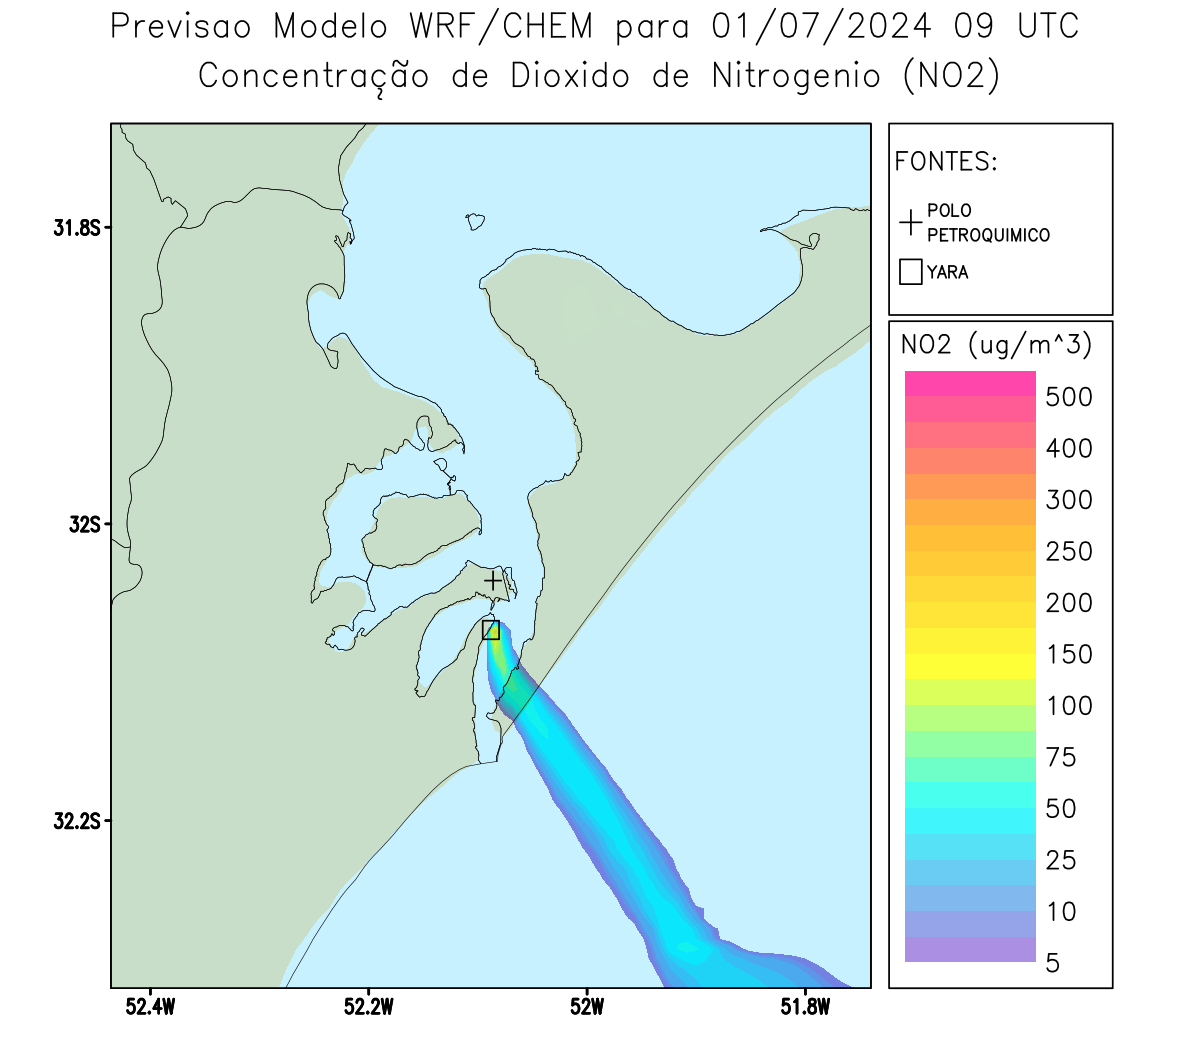 Previsao Modelo WRF/CHEM para 01/07/2024 09 UTC
Concentração de Dioxido de Nitrogenio (NO2)
FONTES:
POLO
PETROQUIMICO
YARA
NO2 (ug/m^3)
500
400
300
250
200
150
100
75
50
25
10
5
31.8S
32S
32.2S
52.4W
52.2W
52W
51.8W